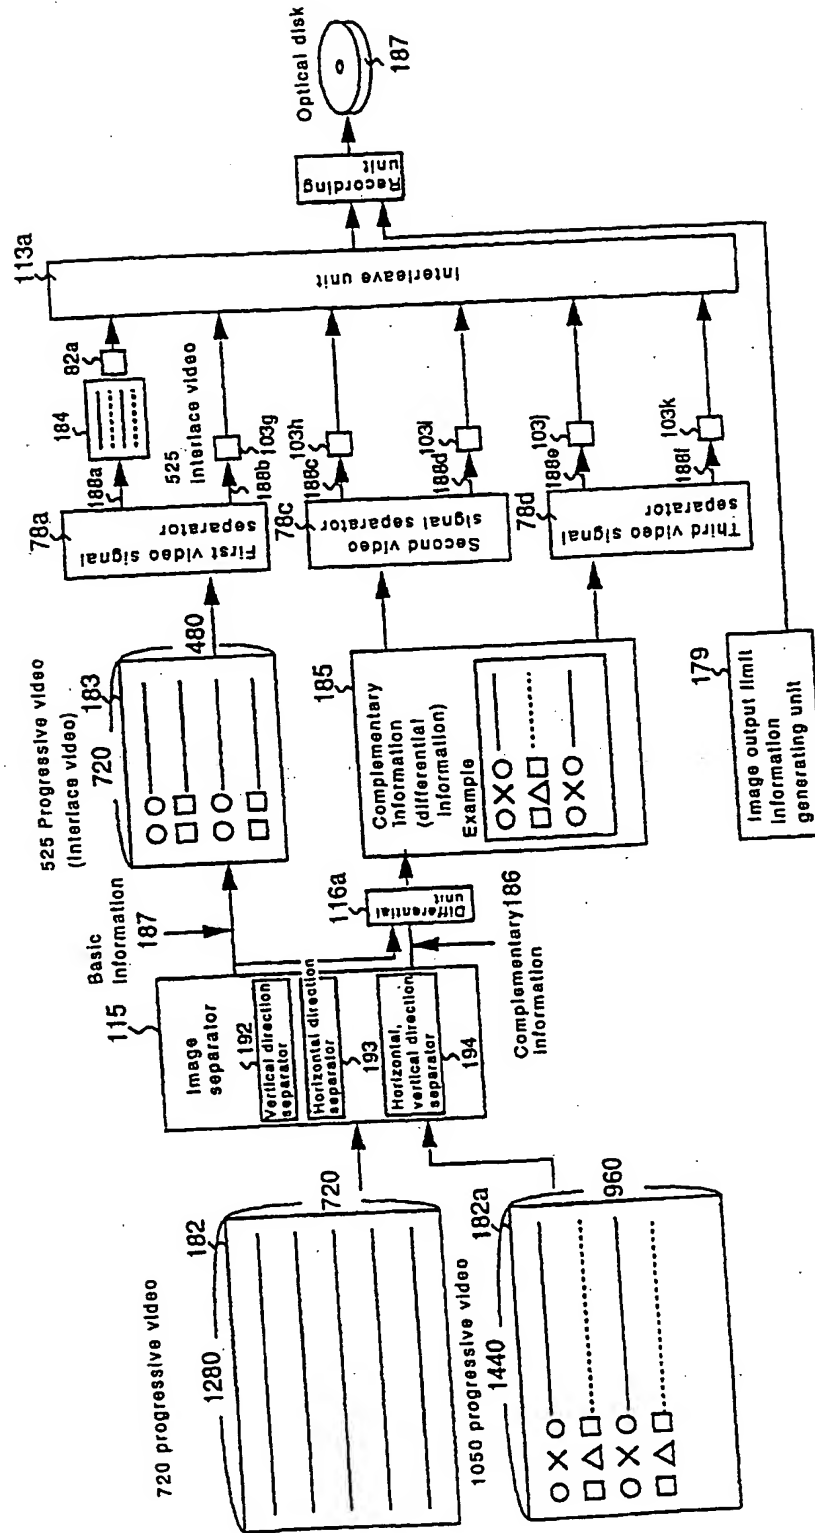 720 progressive video
1280
182
720
1050 progressive video
1440
182a
960
115
Image
separator
192
Vertical direction
separator
Horizontal direction
separator
193
Horizontal,
vertical direction
separator
194
Basic
Information
187
Complementary 186
Information
116a
Differential
unit
525 Progressive video
(Interlace video)
720
183
480
185
Complementary
Information
(differential
Information)
Example
179
Image output limit
Information
generating unit
78a
First video signal
separator
78c
Second video
signal separator
78d
Third video signal
separator
188a
184
82a
525
Interlace video
188b
103g
188c
103h
188d
103i
188e
103j
188f
103k
113a
Interleave unit
Recording
unit
Optical disk
187